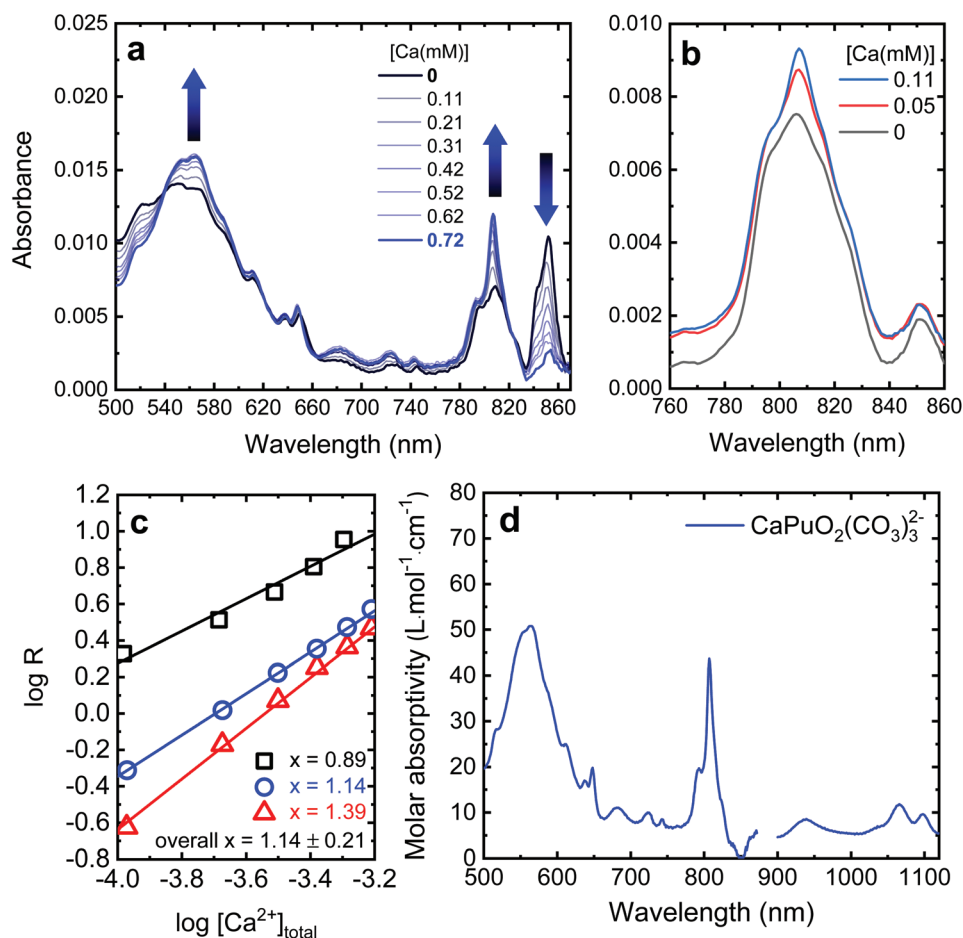 a
[Ca(mM)]
0
0.11
0.21
0.31
0.42
0.52
0.62
0.72
0.025
0.020
0.015
0.010
0.005
0.000
Absorbance
500 540 580 620 660 700 740 780 820 860
Wavelength (nm)
b
[Ca(mM)]
0.11
0.05
0
0.010
0.008
0.006
0.004
0.002
0.000
760 780 800 820 840 860
Wavelength (nm)
c
1.2
1.0
0.8
0.6
0.4
0.2
0.0
-0.2
-0.4
-0.6
-0.8
log R
x = 0.89
x = 1.14
x = 1.39
overall x = 1.14 ± 0.21
-4.0 -3.8 -3.6 -3.4 -3.2
log [Ca²⁺]total
d
CaPuO₂(CO₃)₃²⁻
80
70
60
50
40
30
20
10
0
Molar absorptivity (L·mol⁻¹·cm⁻¹)
500 600 700 800 900 1000 1100
Wavelength (nm)